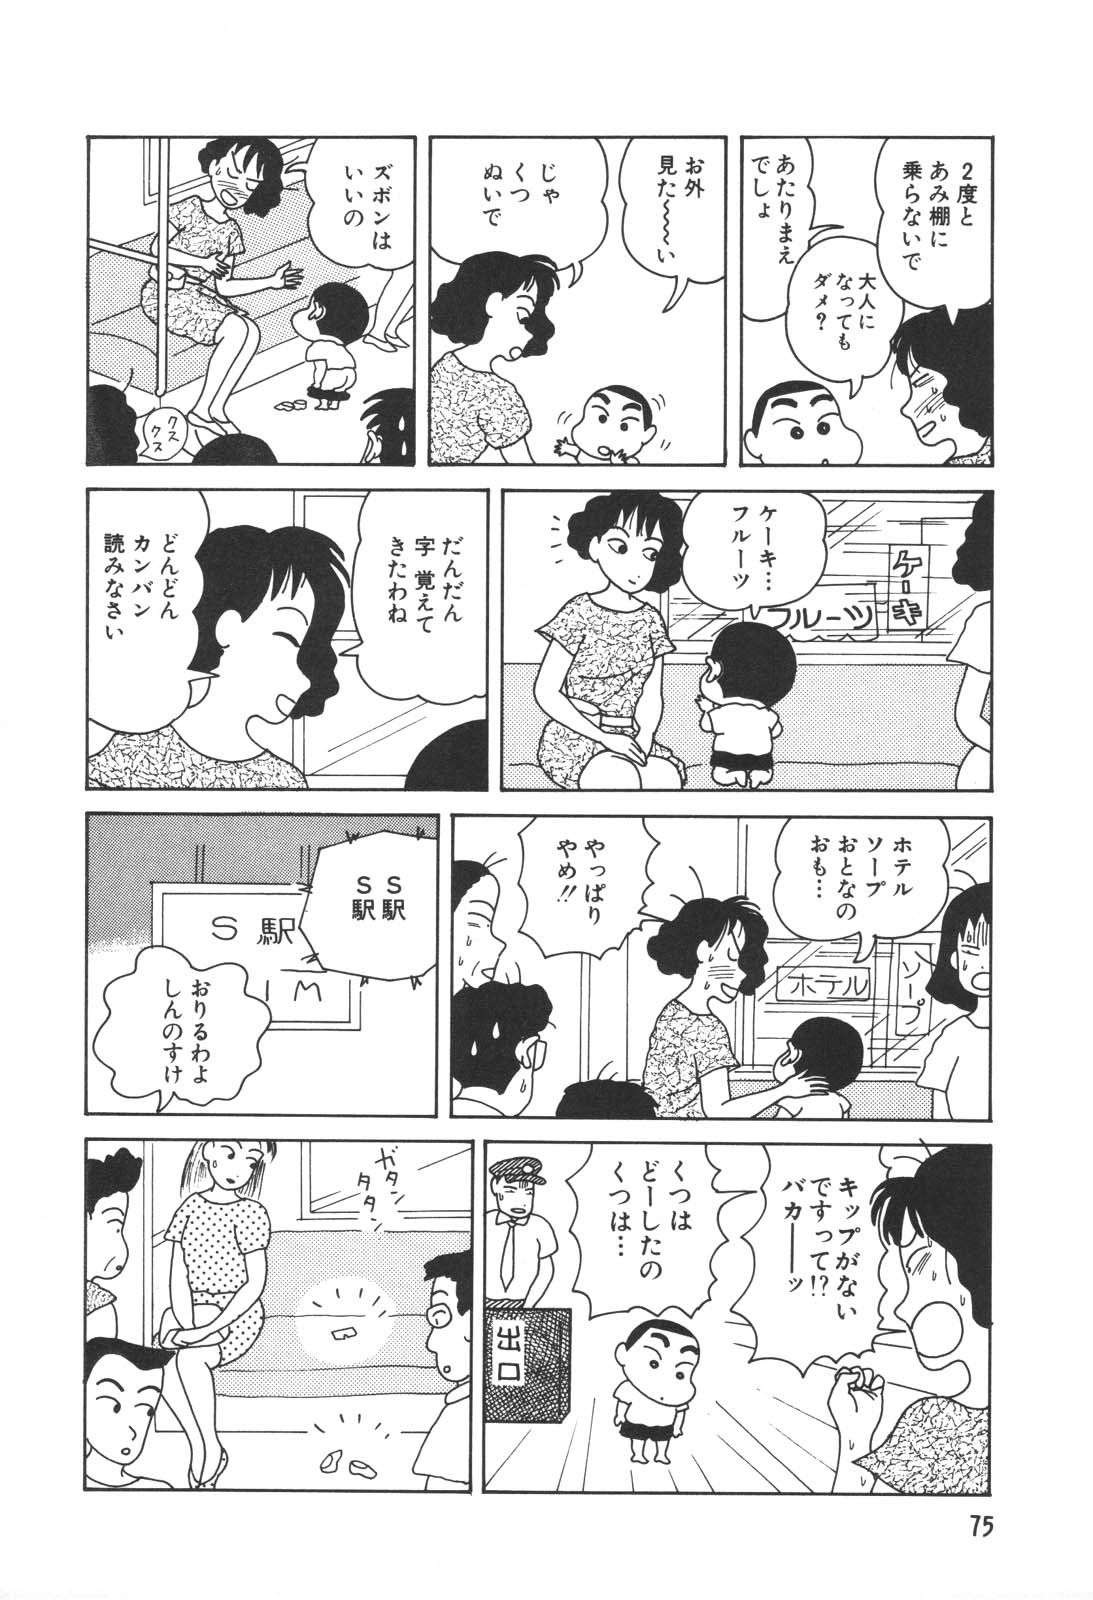 2度と
あみ棚に
乗らないで
大人に
なっても
ダメ?
あたりまえ
でしょ
お外
見た〜〜〜い
じゃ
くつ
ぬいで
ズボンは
いいの
クス
クス
ケーキ…
フルーツ
ケーキ
フルーツ
だんだん
字 覚えて
きたわね
どんどん
カンバン
読みなさい
ホテル
ソープ
おとなの
おも…
ソープ
ホテル
やっぱり
やめ!!
S駅
S駅
S 駅
I M
おりるわよ
しんのすけ
キップがない
ですって!?
バカーーッ
くつは
どーしたの
くつは…
出口
ガタン
タタン
75